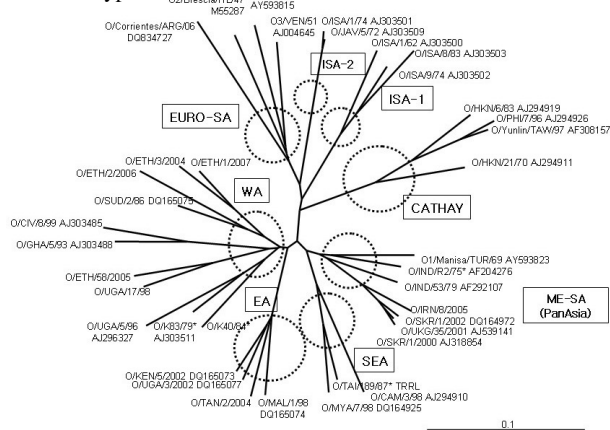 O/Corrientes/ARG/06
DQ834727
M55287
AY593815
O3/VEN/51
AJ004645
O/ISA/1/74 AJ303501
O/JAV/5/72 AJ303509
O/ISA/1/62 AJ303500
O/ISA/8/83 AJ303503
O/ISA/9/74 AJ303502
ISA-2
ISA-1
EURO-SA
O/HKN/6/83 AJ294919
O/PHI/7/96 AJ294926
O/Yunlin/TAW/97 AF308157
O/HKN/21/70 AJ294911
CATHAY
O/ETH/3/2004
O/ETH/1/2007
O/ETH/2/2006
WA
O/SUD/2/86 DQ165075
O/CIV/8/99 AJ303485
O/GHA/5/93 AJ303488
O/ETH/58/2005
O/UGA/17/98
O/UGA/5/96
AJ296327
O/K83/79*
AJ303511
O/K40/84*
EA
O/KEN/5/2002 DQ165073
O/UGA/3/2002 DQ165077
O/TAN/2/2004
O/MAL/1/98
DQ165074
O1/Manisa/TUR/69 AY593823
O/IND/R2/75* AF204276
O/IND/53/79 AF292107
O/IRN/8/2005
O/SKR/1/2002 DQ164972
O/UKG/35/2001 AJ539141
O/SKR/1/2000 AJ318854
ME-SA
(PanAsia)
SEA
O/TAI/189/87* TRRL
O/CAM/3/98 AJ294910
O/MYA/7/98 DQ164925
0.1